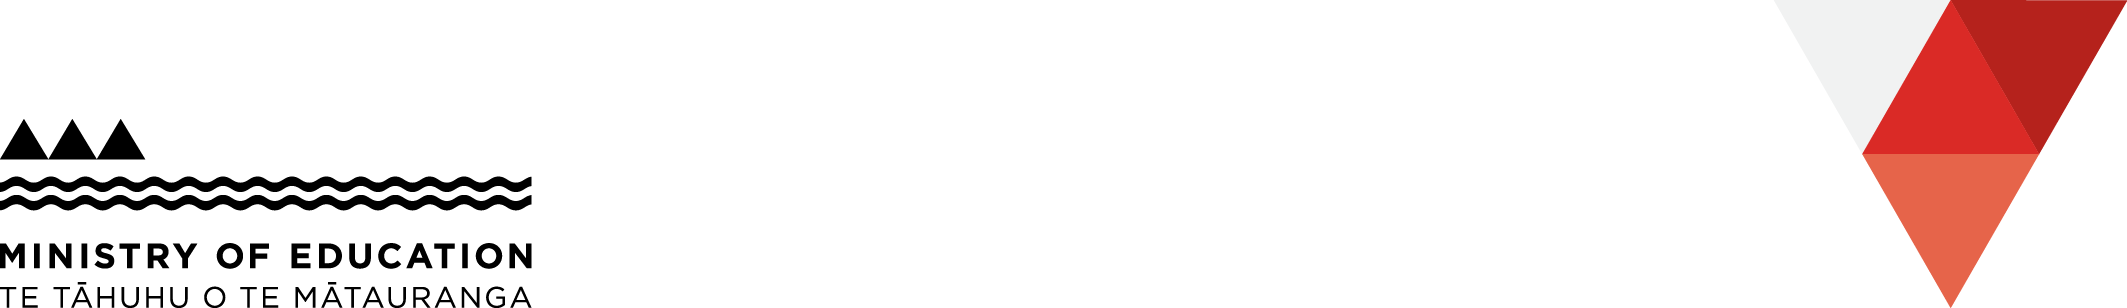 MINISTRY OF EDUCATION
TE TĀHUHU O TE MĀTAURANGA